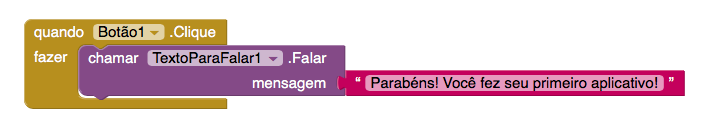 quando Botão1 .Clique
fazer chamar TextoParaFalar1 .Falar
mensagem “ Parabéns! Você fez seu primeiro aplicativo! ”